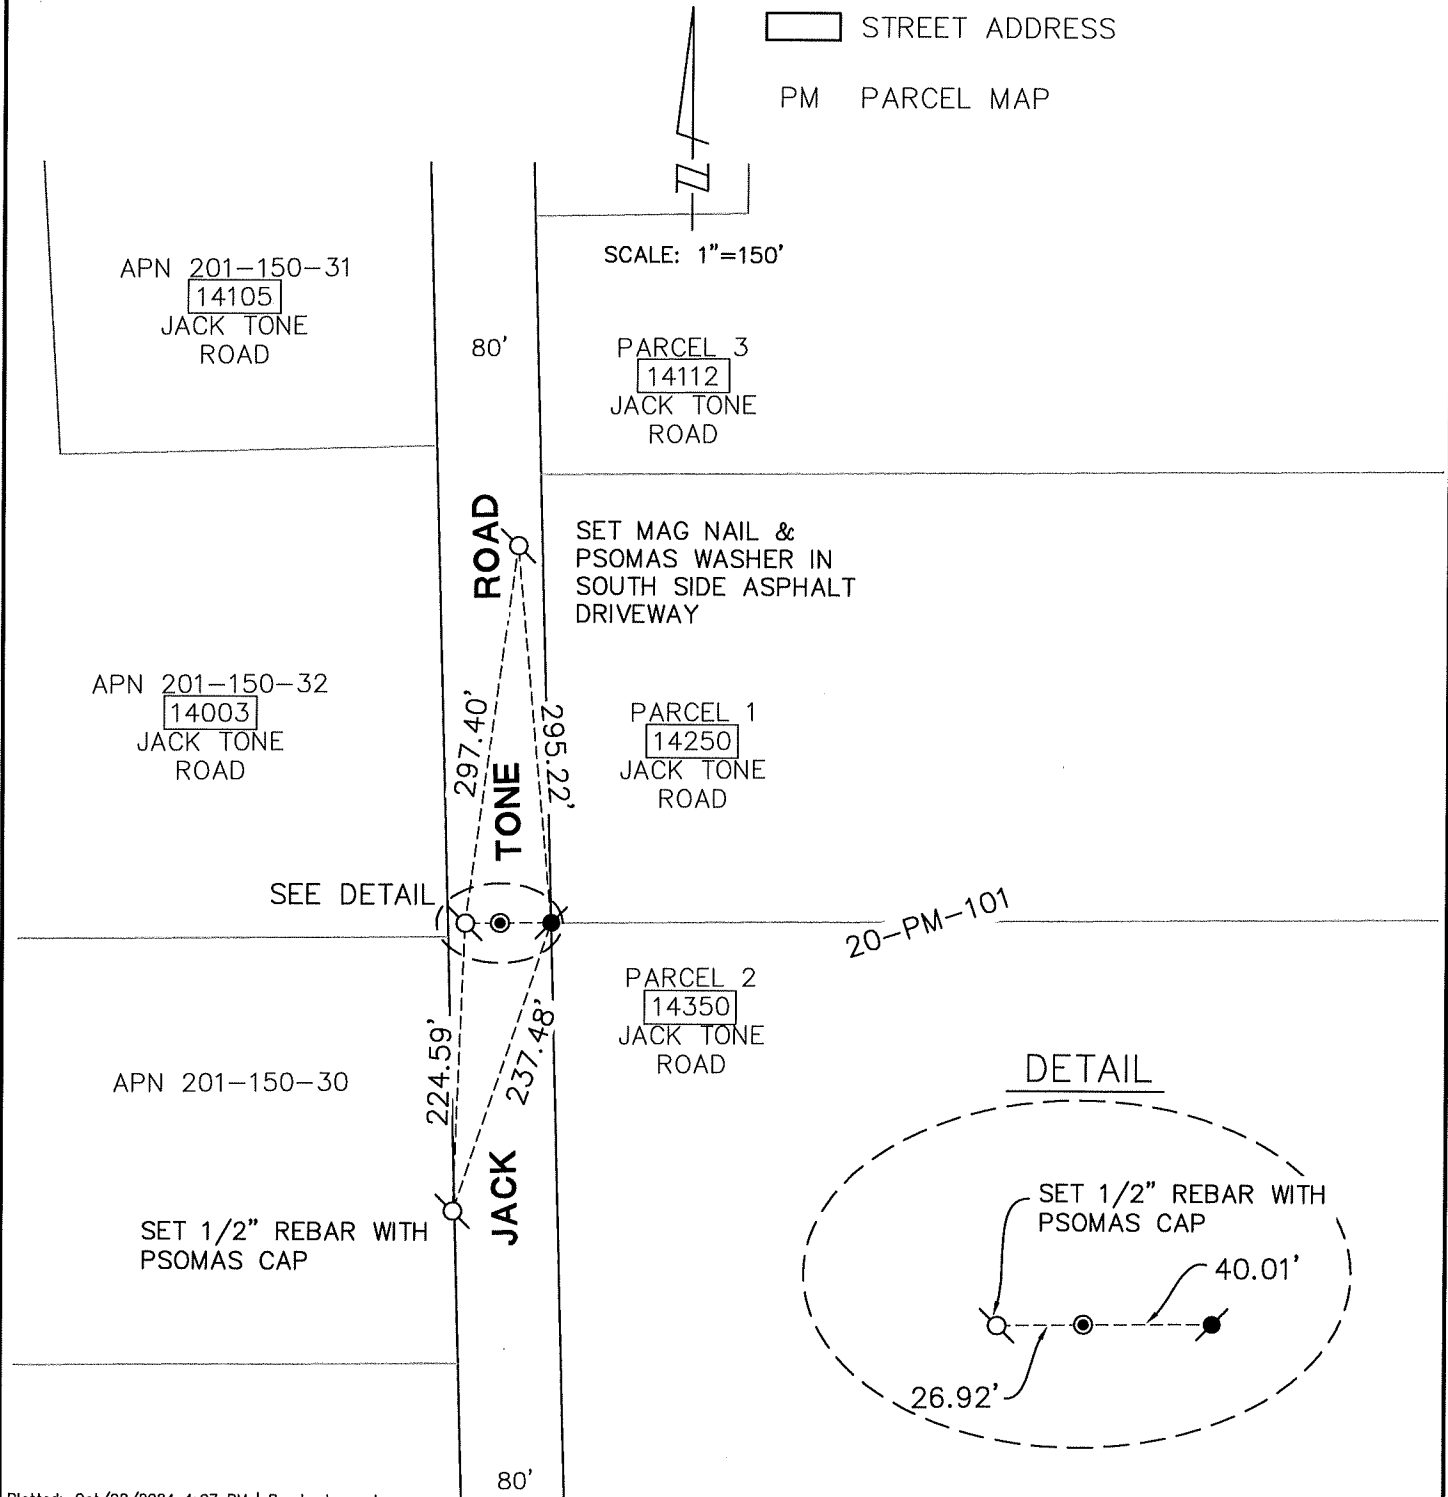 STREET ADDRESS
PM PARCEL MAP
SCALE: 1"=150'
APN 201-150-31
14105
JACK TONE
ROAD
80'
PARCEL 3
14112
JACK TONE
ROAD
SET MAG NAIL &
PSOMAS WASHER IN
SOUTH SIDE ASPHALT
DRIVEWAY
APN 201-150-32
14003
JACK TONE
ROAD
JACK TONE ROAD
297.40'
295.22'
PARCEL 1
14250
JACK TONE
ROAD
SEE DETAIL
20-PM-101
PARCEL 2
14350
JACK TONE
ROAD
224.59'
237.48'
APN 201-150-30
SET 1/2" REBAR WITH
PSOMAS CAP
DETAIL
SET 1/2" REBAR WITH
PSOMAS CAP
40.01'
26.92'
80'